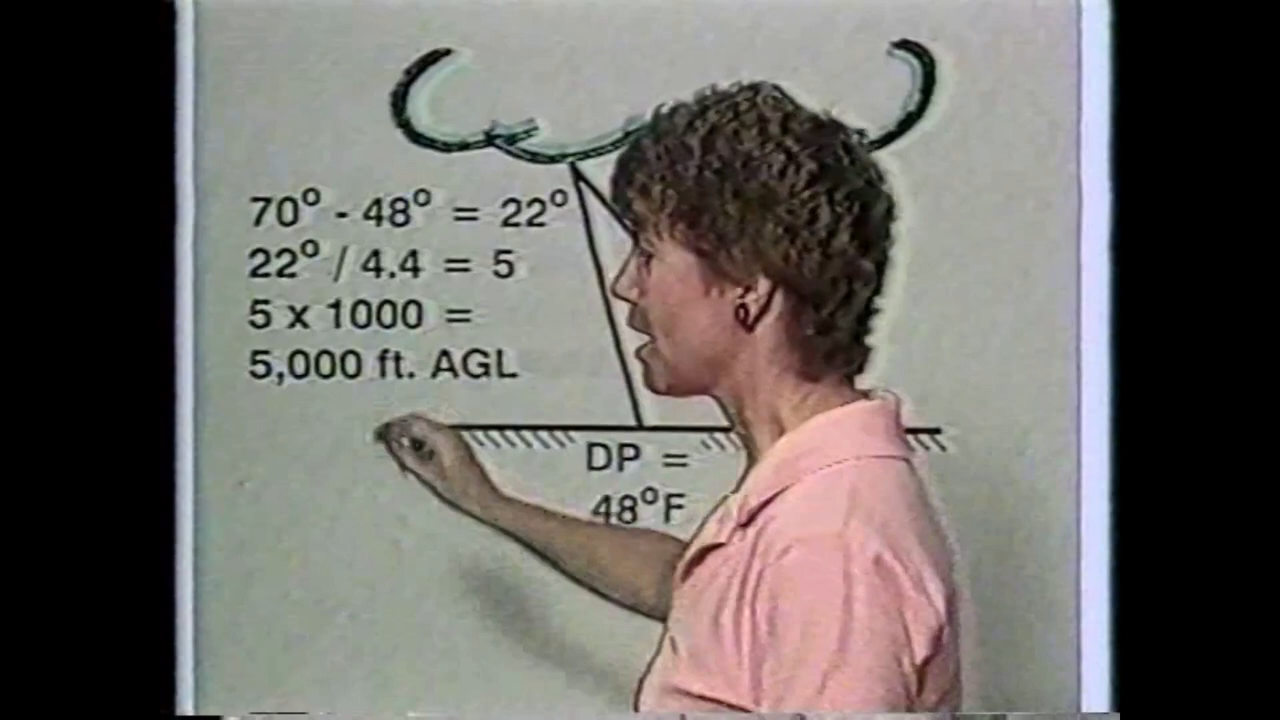 70° - 48° = 22°
22° / 4.4 = 5
5 x 1000 =
5,000 ft. AGL
DP =
48°F